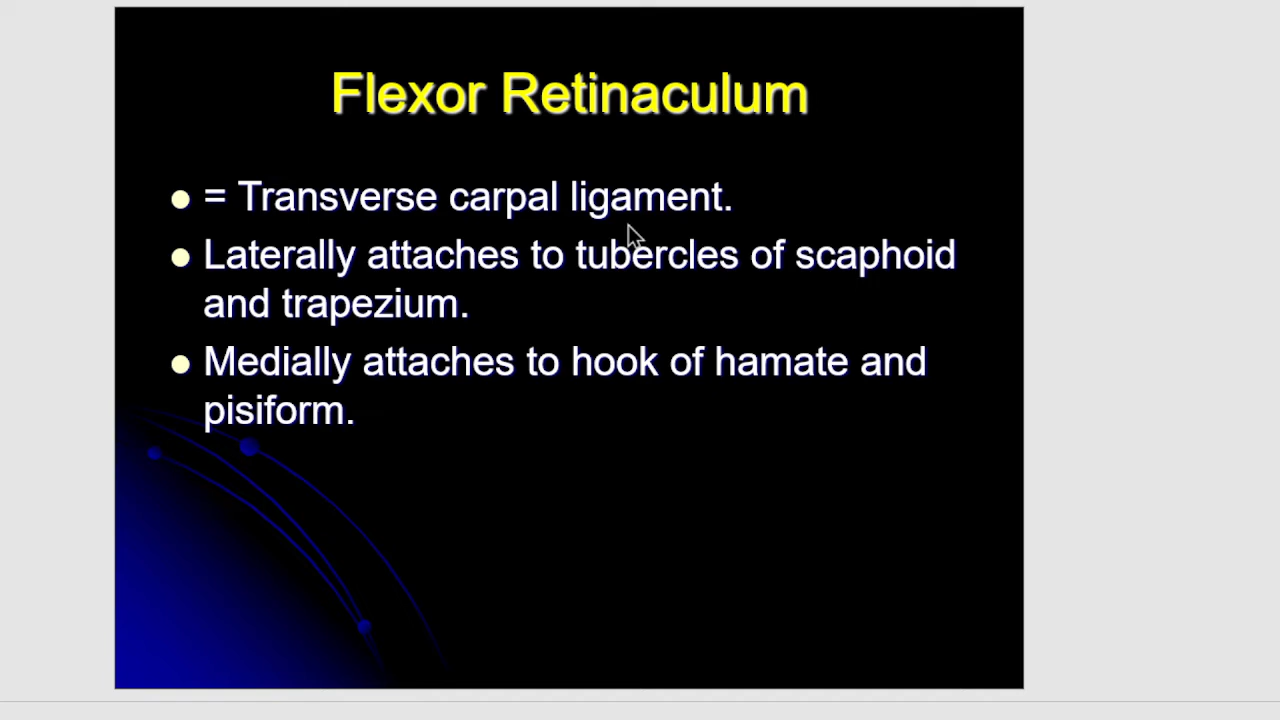 Flexor Retinaculum
= Transverse carpal ligament.
Laterally attaches to tubercles of scaphoid
and trapezium.
Medially attaches to hook of hamate and
pisiform.